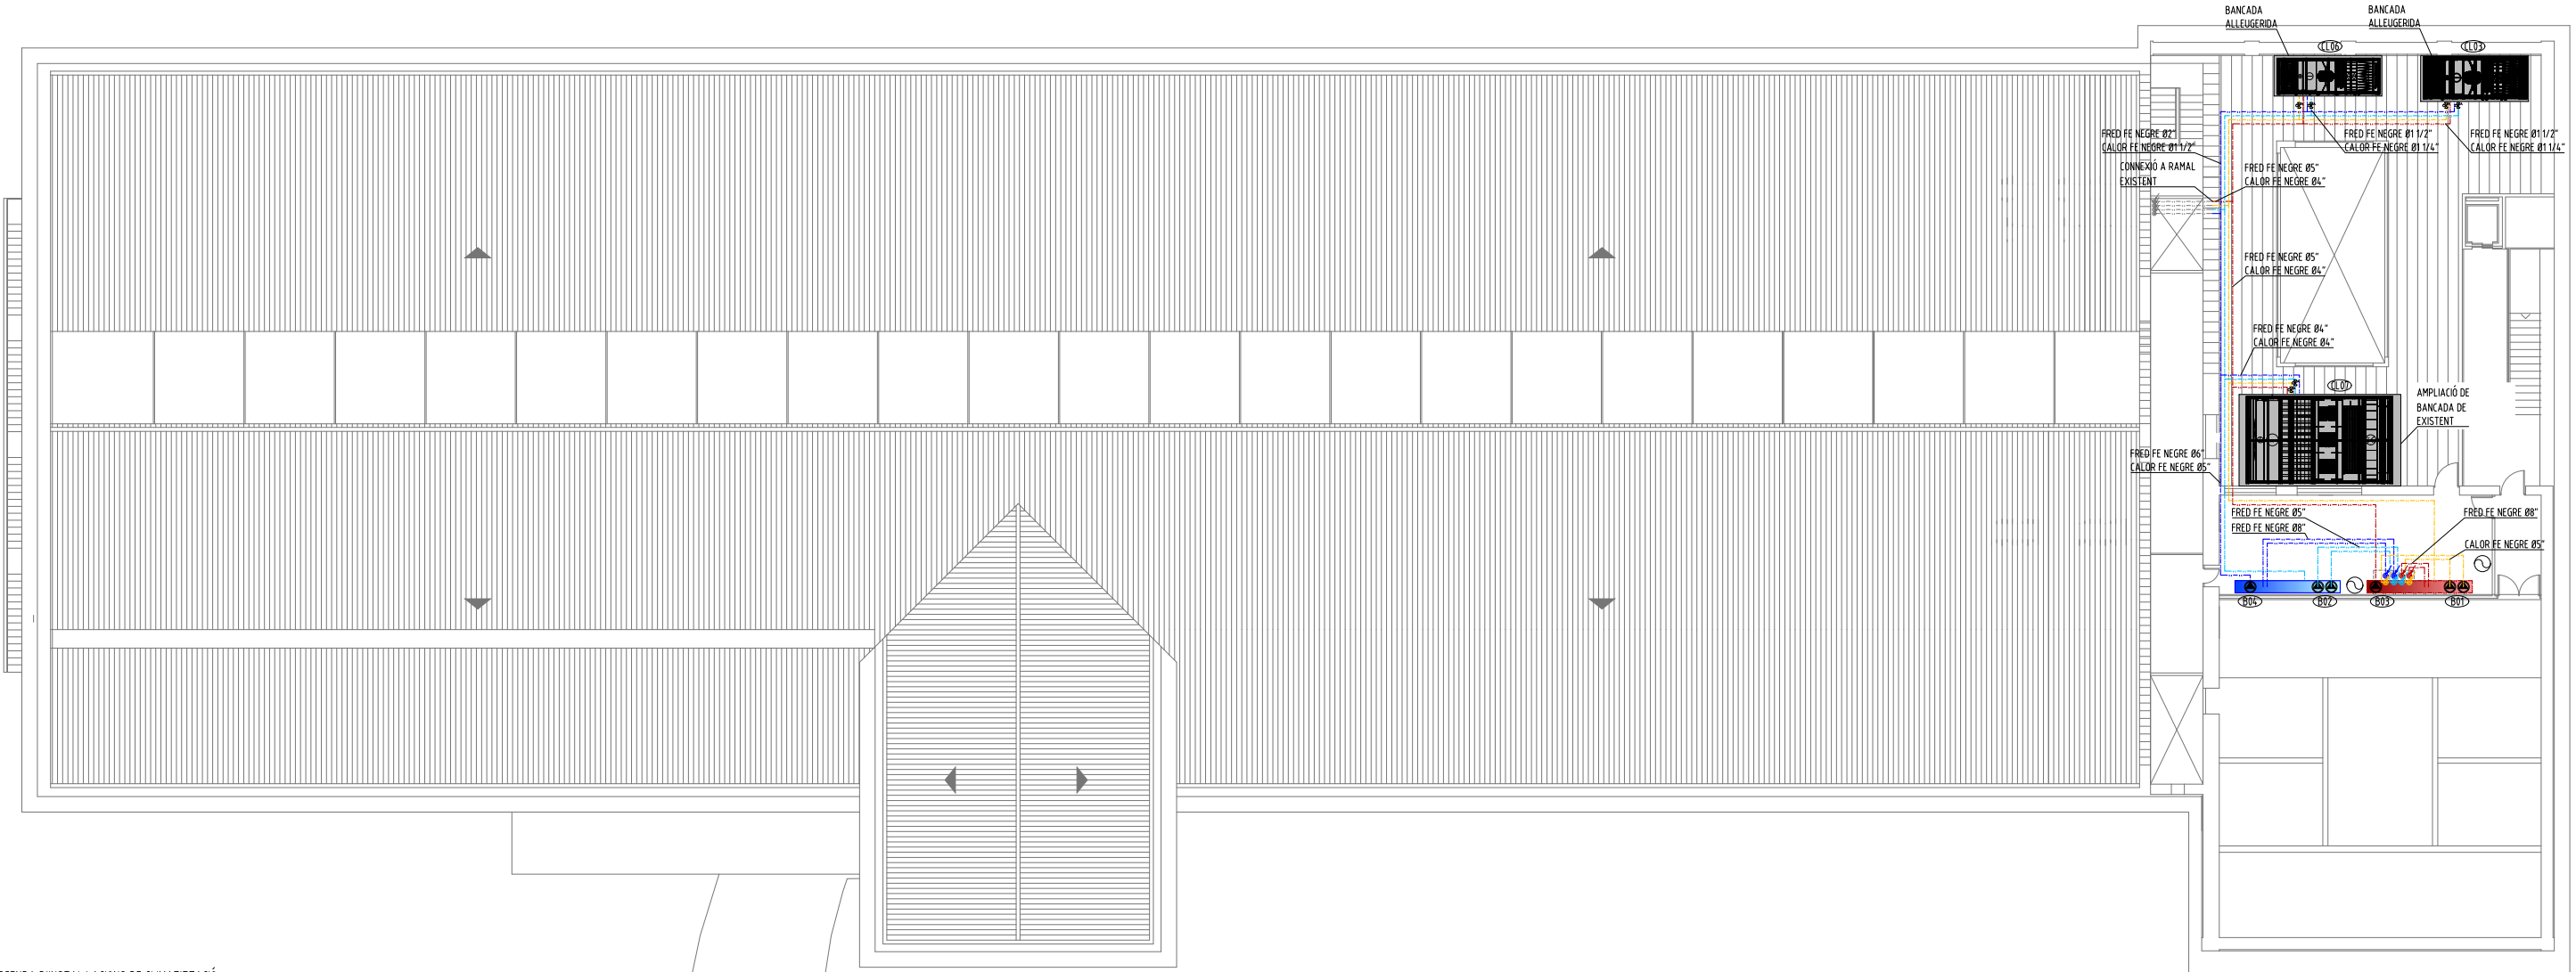 BANCADA
ALLEUGERIDA
BANCADA
ALLEUGERIDA
CL06
CL03
FRED FE NEGRE Ø2"
CALOR FE NEGRE Ø1 1/2"
FRED FE NEGRE Ø1 1/2"
CALOR FE NEGRE Ø1 1/4"
FRED FE NEGRE Ø1 1/2"
CALOR FE NEGRE Ø1 1/4"
CONNEXIÓ A RAMAL
EXISTENT
FRED FE NEGRE Ø5"
CALOR FE NEGRE Ø4"
FRED FE NEGRE Ø5"
CALOR FE NEGRE Ø4"
FRED FE NEGRE Ø4"
CALOR FE NEGRE Ø4"
CL07
AMPLIACIÓ DE
BANCADA DE
EXISTENT
FRED FE NEGRE Ø6"
CALOR FE NEGRE Ø5"
FRED FE NEGRE Ø5"
FRED FE NEGRE Ø8"
FRED FE NEGRE Ø8"
CALOR FE NEGRE Ø5"
B04
B02
B03
B01